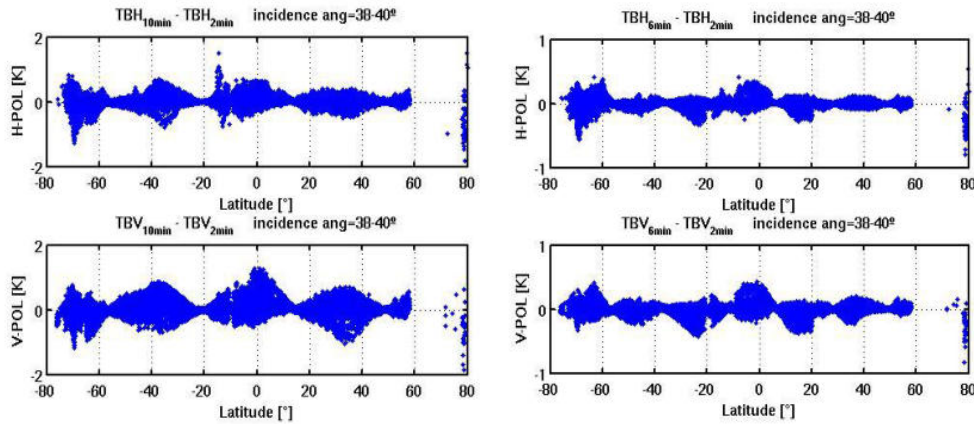 TBH10min - TBH2min incidence ang=38-40º
H-POL [K]
2
0
-2
-80 -60 -40 -20 0 20 40 60 80
Latitude [°]
TBH6min - TBH2min incidence ang=38-40º
H-POL [K]
1
0
-1
-80 -60 -40 -20 0 20 40 60 80
Latitude [°]
TBV10min - TBV2min incidence ang=38-40º
V-POL [K]
2
0
-2
-80 -60 -40 -20 0 20 40 60 80
Latitude [°]
TBV6min - TBV2min incidence ang=38-40º
V-POL [K]
1
0
-1
-80 -60 -40 -20 0 20 40 60 80
Latitude [°]